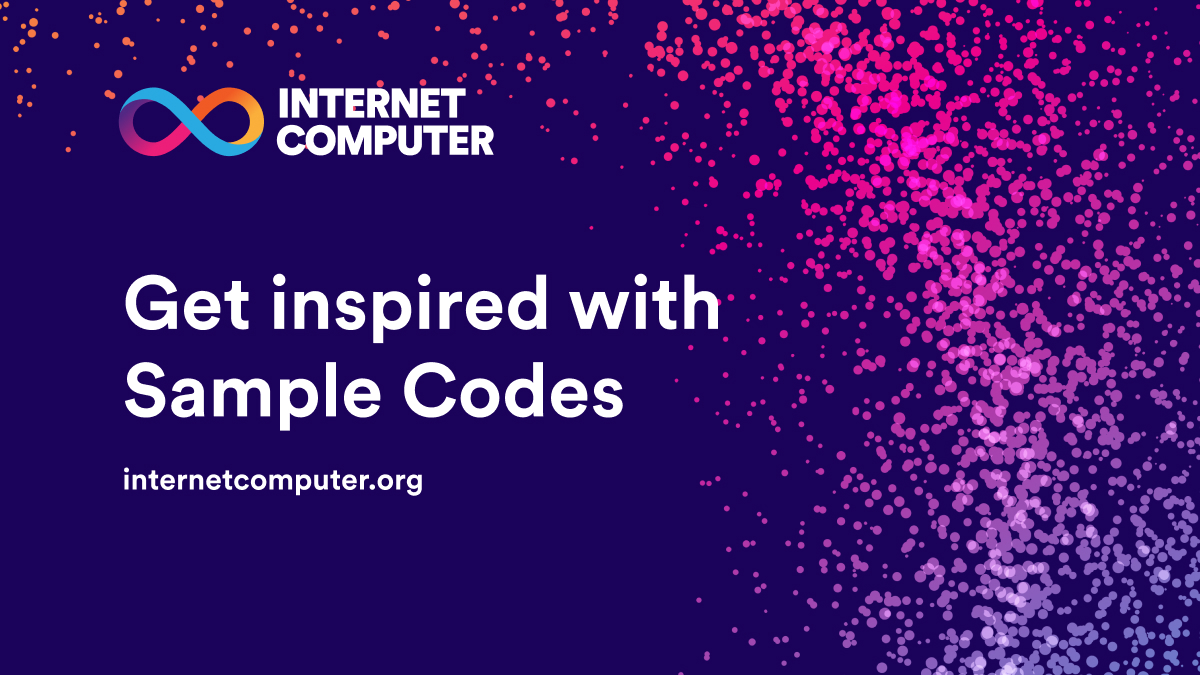 INTERNET
COMPUTER
Get inspired with
Sample Codes
internetcomputer.org